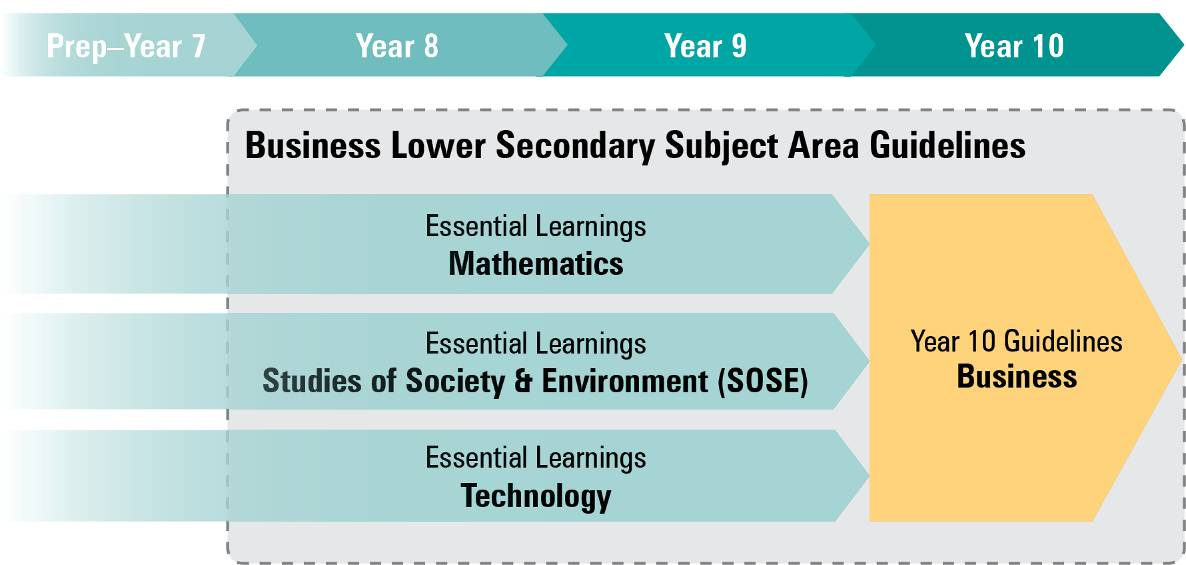 Prep–Year 7
Year 8
Year 9
Year 10
Business Lower Secondary Subject Area Guidelines
Essential Learnings
Mathematics
Essential Learnings
Studies of Society & Environment (SOSE)
Essential Learnings
Technology
Year 10 Guidelines
Business